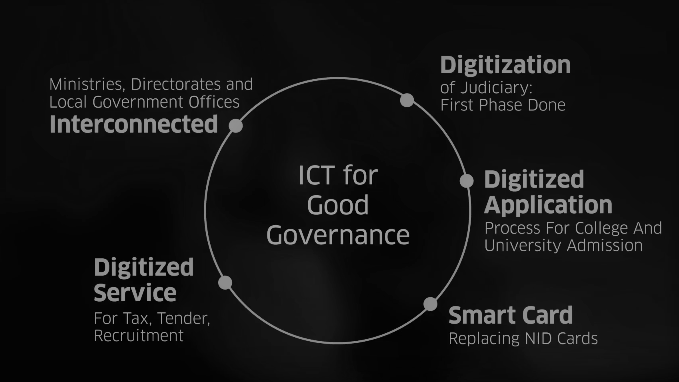 Ministries, Directorates and
Local Government Offices
Interconnected
Digitization
of Judiciary:
First Phase Done
ICT for
Good
Governance
Digitized
Application
Process For College And
University Admission
Digitized
Service
For Tax, Tender,
Recruitment
Smart Card
Replacing NID Cards